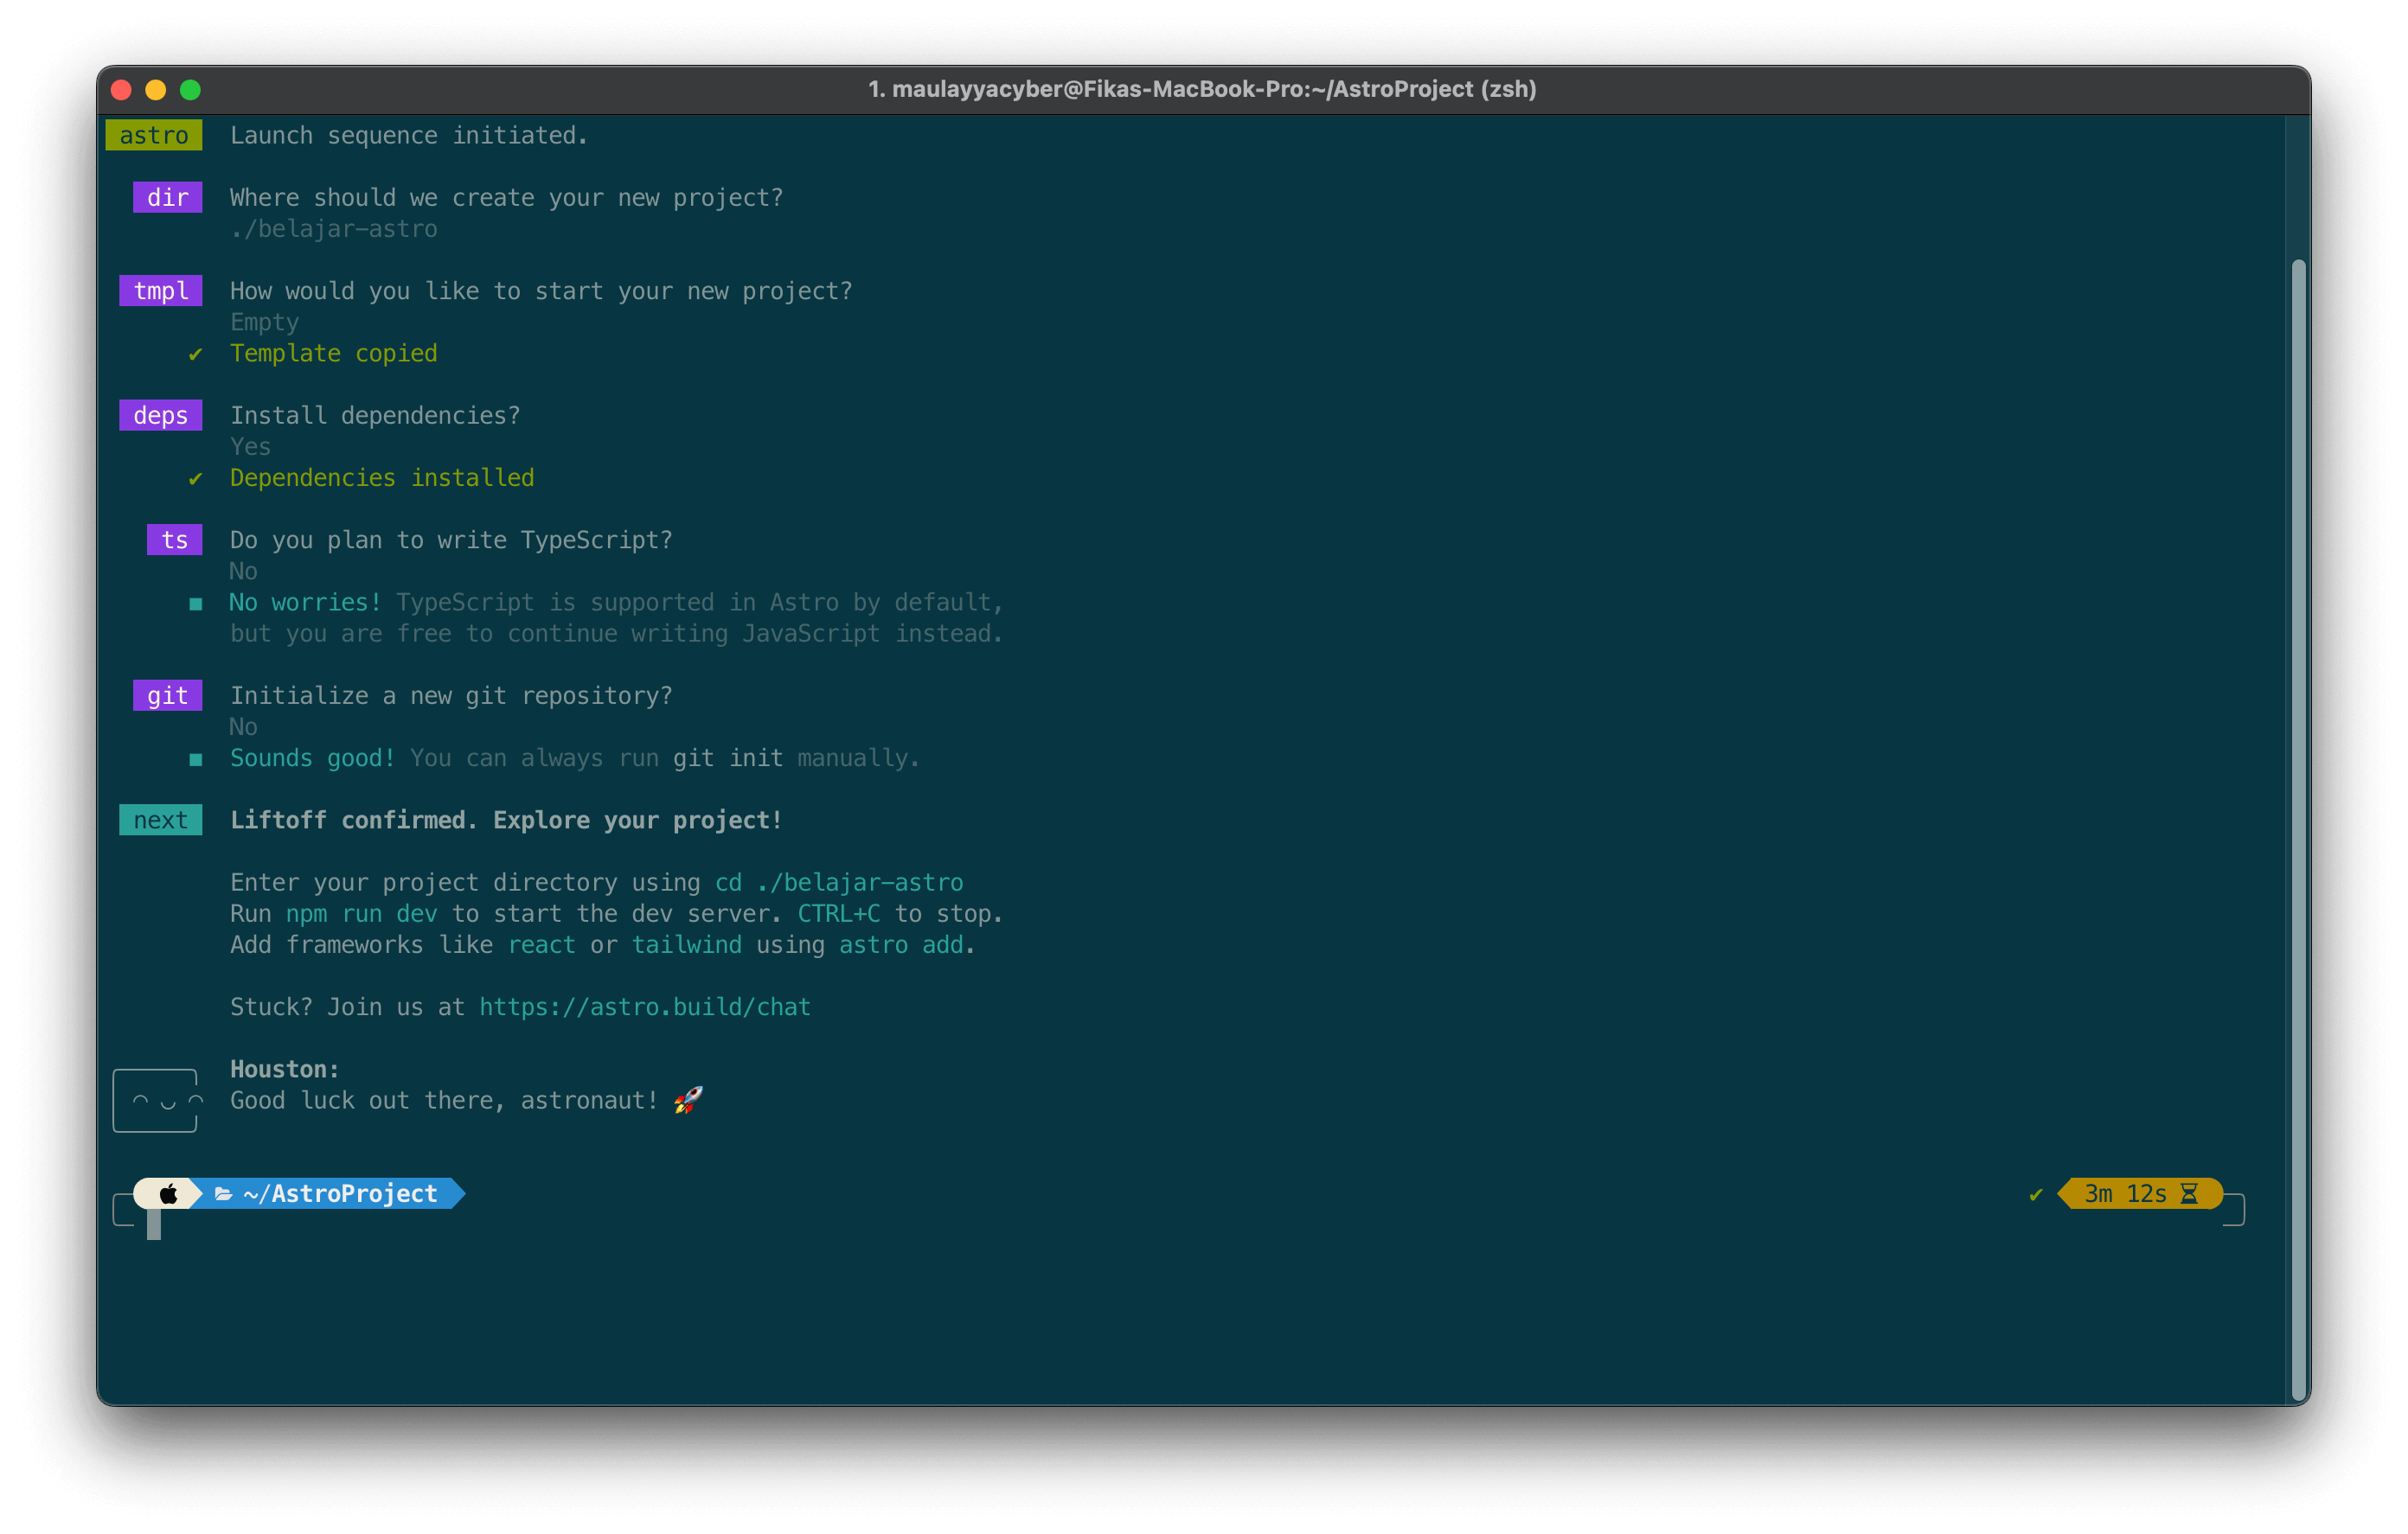 1. maulayyacyber@Fikas-MacBook-Pro:~/AstroProject (zsh)
astro Launch sequence initiated.
dir Where should we create your new project?
./belajar-astro
tmpl How would you like to start your new project?
Empty
✔ Template copied
deps Install dependencies?
Yes
✔ Dependencies installed
ts Do you plan to write TypeScript?
No
■ No worries! TypeScript is supported in Astro by default,
but you are free to continue writing JavaScript instead.
git Initialize a new git repository?
No
■ Sounds good! You can always run git init manually.
next Liftoff confirmed. Explore your project!
Enter your project directory using cd ./belajar-astro
Run npm run dev to start the dev server. CTRL+C to stop.
Add frameworks like react or tailwind using astro add.
Stuck? Join us at https://astro.build/chat
Houston:
Good luck out there, astronaut! 🚀
~/AstroProject ✔ 3m 12s